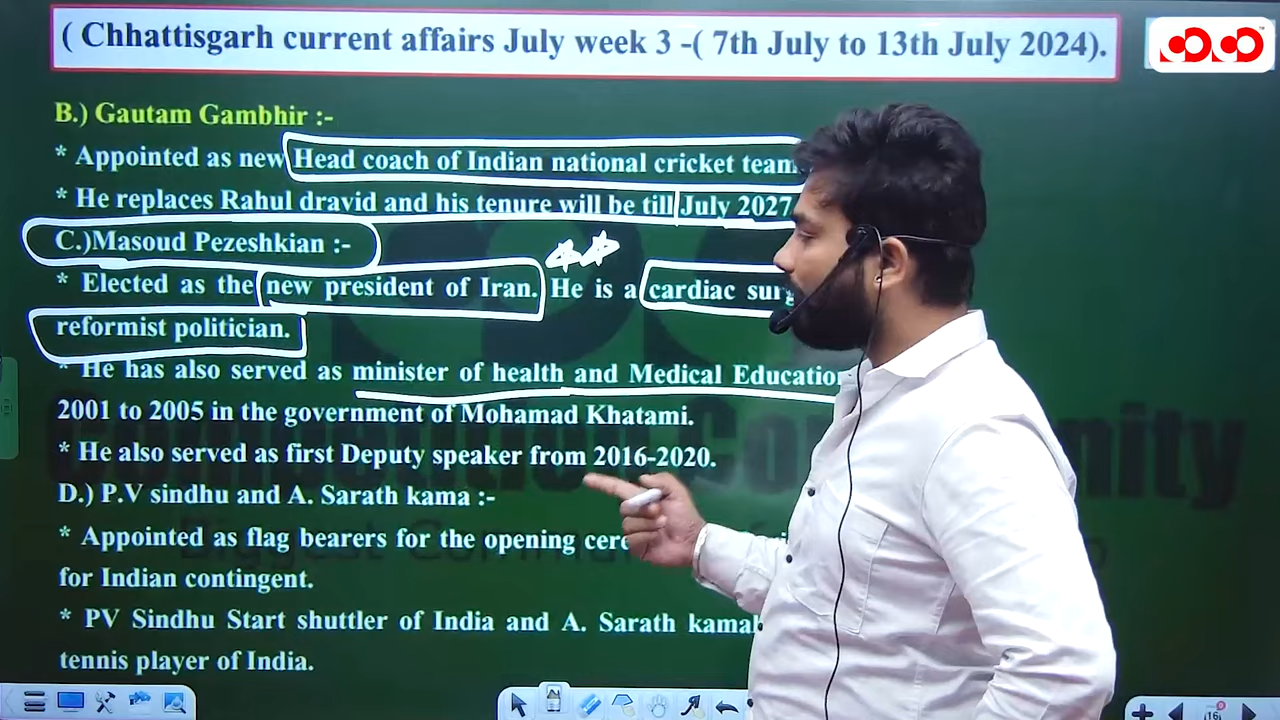 ( Chhattisgarh current affairs July week 3 -( 7th July to 13th July 2024).
B.) Gautam Gambhir :-
* Appointed as new Head coach of Indian national cricket team
* He replaces Rahul dravid and his tenure will be till July 2027
C.)Masoud Pezeshkian :-
* Elected as the new president of Iran. He is a cardiac sur
reformist politician.
* He has also served as minister of health and Medical Educatio
2001 to 2005 in the government of Mohamad Khatami.
* He also served as first Deputy speaker from 2016-2020.
D.) P.V sindhu and A. Sarath kama :-
* Appointed as flag bearers for the opening cere
for Indian contingent.
* PV Sindhu Start shuttler of India and A. Sarath kamal
tennis player of India.
16